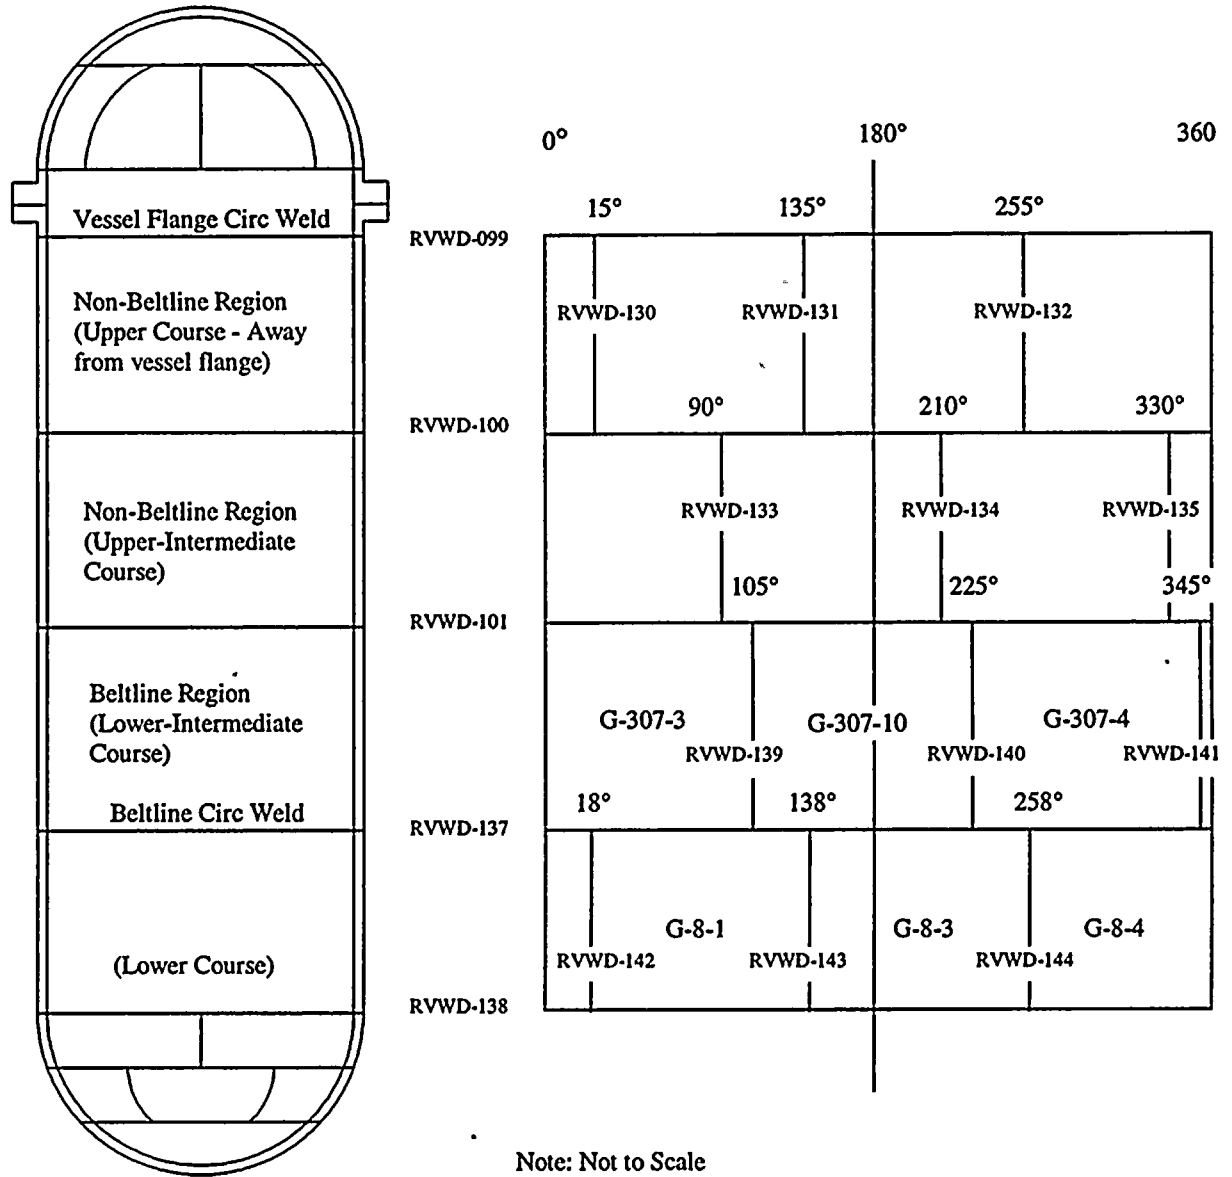 0° 180° 360
15° 135° 255°
Vessel Flange Circ Weld
RVWD-099
Non-Beltline Region
(Upper Course - Away
from vessel flange)
RVWD-130 RVWD-131 RVWD-132
90° 210° 330°
RVWD-100
Non-Beltline Region
(Upper-Intermediate
Course)
RVWD-133 RVWD-134 RVWD-135
105° 225° 345°
RVWD-101
Beltline Region
(Lower-Intermediate
Course)
G-307-3 G-307-10 G-307-4
RVWD-139 RVWD-140 RVWD-141
18° 138° 258°
Beltline Circ Weld
RVWD-137
G-8-1 G-8-3 G-8-4
(Lower Course)
RVWD-142 RVWD-143 RVWD-144
RVWD-138
Note: Not to Scale